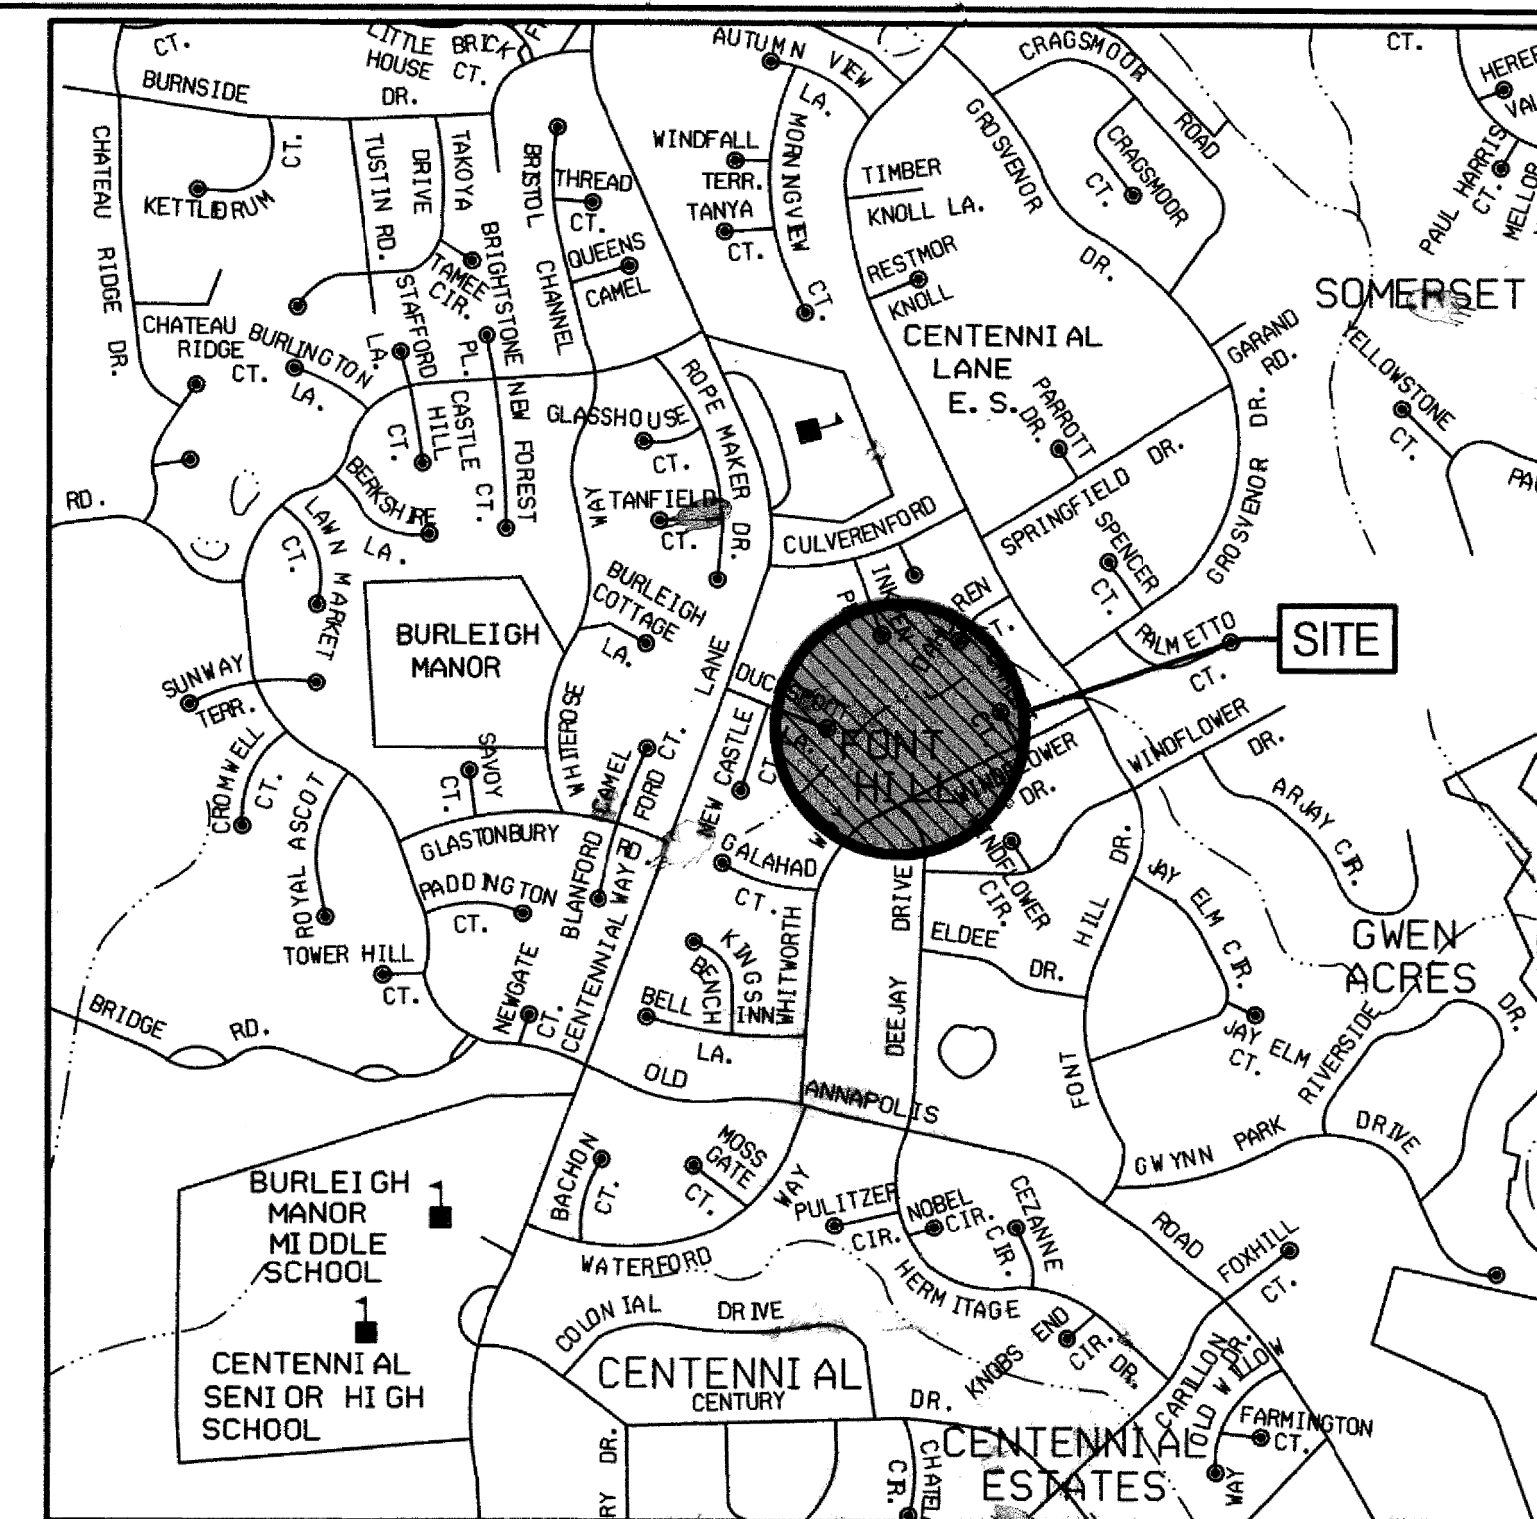 CT.
LITTLE BRICK
HOUSE CT.
DR.
BURNSIDE
AUTUMN VIEW
LA.
CRAGSMOUR
ROAD
CT.
CHATEAU RIDGE DR.
CT.
KETTLEDRUM
TUSTIN RD.
DRIVE
TAKOYA
BRISTOL CHANNEL
THREAD
CT.
QUEENS
CAMEL
WINDFALL
TERR.
TANYA
CT.
MORNINGVIEW
CT.
TIMBER
KNOLL LA.
RESTMOR
KNOLL
GROSVENOR
DR.
CRAGSMOOR
CT.
PAUL HARRIS
CT.
SOMERSET
CHATEAU
RIDGE
CT.
BURLINGTON
LA.
TAMEE
CIR.
STAFFORD HILL
LA.
CT.
BRIGHTSTONE
PL.
CASTLE
CT.
NEW FOREST
GLASSHOUSE
CT.
ROPE MAKER DR.
TANFIELD
CT.
WAY
CENTENNIAL
LANE
E.S.
PARROTT
DR.
GARAND
RD.
YELLOWSTONE
CT.
SPRINGFIELD DR.
GROSVENOR DR.
SPENCER
CT.
RD.
BERKSHIRE
LA.
LAWN MARKET
CT.
CULVERENFORD
BURLEIGH
COTTAGE
LA.
BURLEIGH
MANOR
PALMETTO
CT.
SITE
SUNWAY
TERR.
LANE
WHITEROSE
FONT
HILL
NEW CASTLE
CT.
LA.
WINDFLOWER
DR.
WINDFLOWER
DR.
CROMWELL
CT.
ROYAL ASCOT
SAVOY
CT.
CAMEL
FORD CT.
BLANFORD
GLASTONBURY
RD.
PADDINGTON
CT.
GALAHAD
CT.
CIR.
ARJAY CIR.
JAY ELM CIR.
TOWER HILL
CT.
NEWGATE
CT.
CENTENNIAL WAY
KINGS
BENCH
BELL INN
LA.
WHITWORTH
DEEJAY DRIVE
ELDEE
DR.
FONT HILL DR.
GWEN
ACRES
JAY ELM
CT.
RIVERSIDE
DR.
BRIDGE
RD.
OLD
ANNAPOLIS
ROAD
GWYNN PARK
DRIVE
BACHON
CT.
MOSS
GATE
CT.
WAY
WATERFORD
PULITZER
CIR.
NOBEL
CIR.
CEZANNE
CIR.
HERMITAGE
DR.
FOXHILL
CT.
BURLEIGH
MANOR
MIDDLE
SCHOOL
CENTENNIAL
SENIOR HIGH
SCHOOL
COLONIAL
DRIVE
CENTENNIAL
CENTURY
DR.
KNOBS END
CIR.
CARILLON
DR.
OLD WILLOW
WAY
FARMINGTON
CT.
CENTENNIAL
ESTATES
CIR.